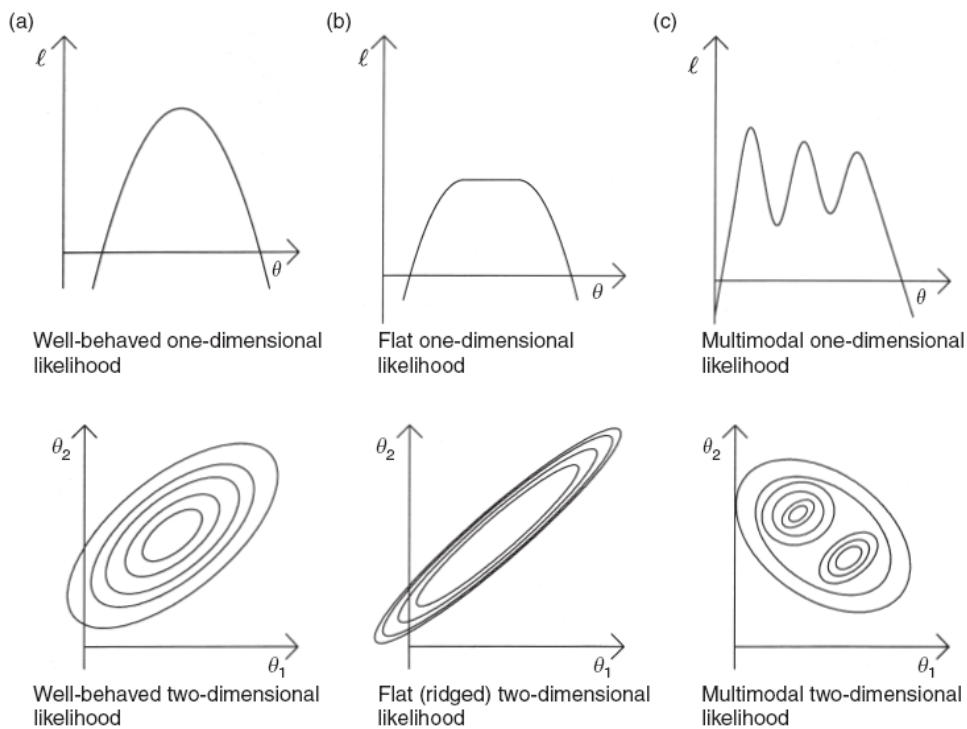 (a)
(b)
(c)
ℓ
θ
ℓ
θ
ℓ
θ
Well-behaved one-dimensional
likelihood
Flat one-dimensional
likelihood
Multimodal one-dimensional
likelihood
θ₂
θ₁
θ₂
θ₁
θ₂
θ₁
Well-behaved two-dimensional
likelihood
Flat (ridged) two-dimensional
likelihood
Multimodal two-dimensional
likelihood